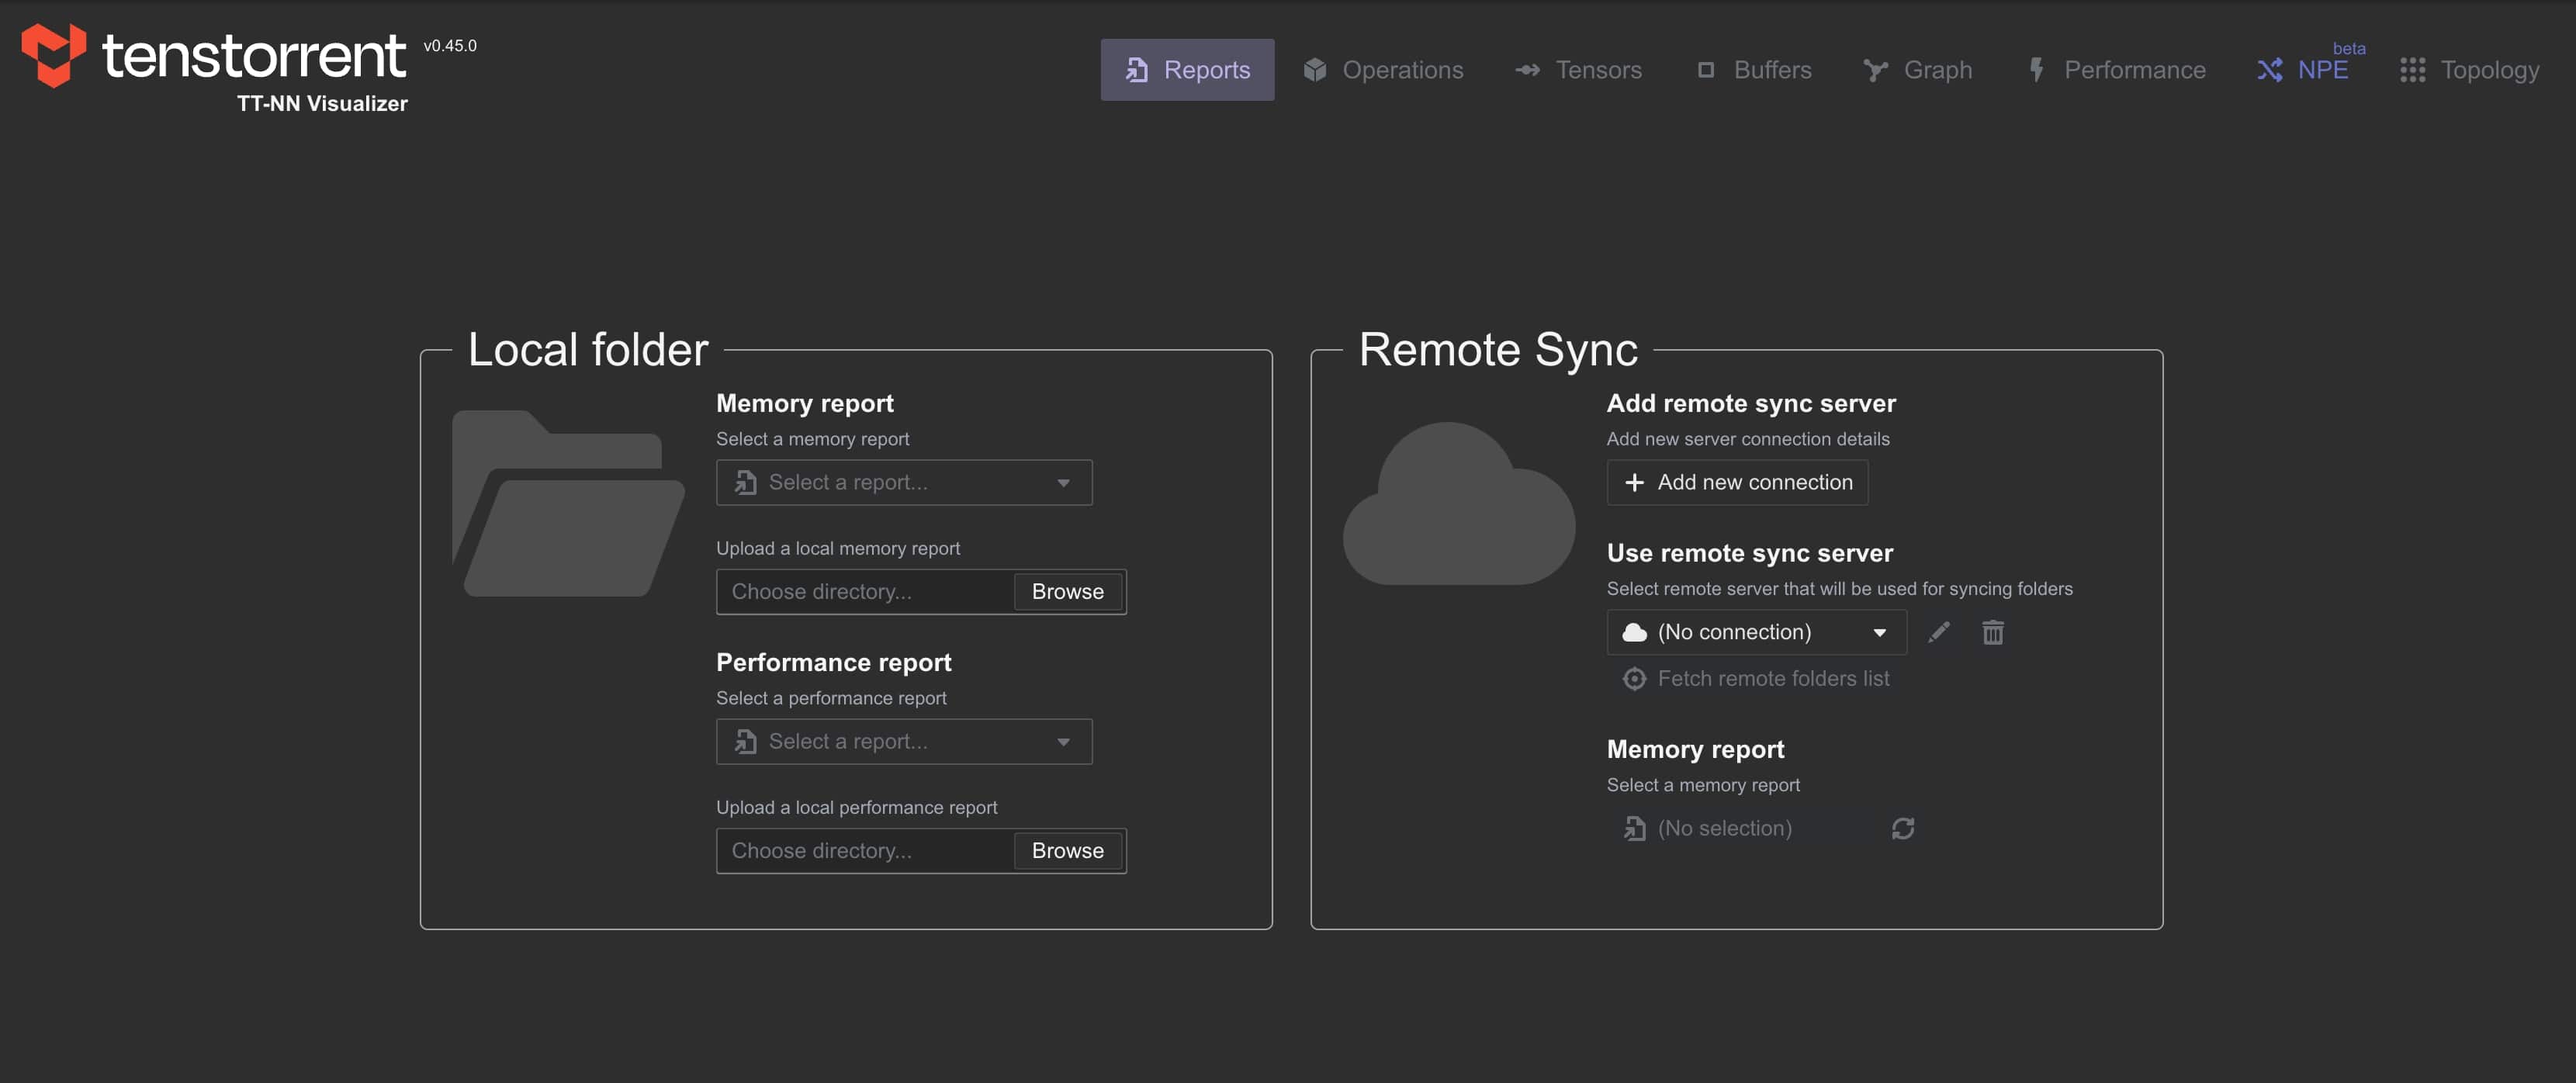 tenstorrent v0.45.0
TT-NN Visualizer
Reports Operations Tensors Buffers Graph Performance NPE beta Topology
Local folder
Memory report
Select a memory report
Select a report...
Upload a local memory report
Choose directory... Browse
Performance report
Select a performance report
Select a report...
Upload a local performance report
Choose directory... Browse
Remote Sync
Add remote sync server
Add new server connection details
Add new connection
Use remote sync server
Select remote server that will be used for syncing folders
(No connection)
Fetch remote folders list
Memory report
Select a memory report
(No selection)